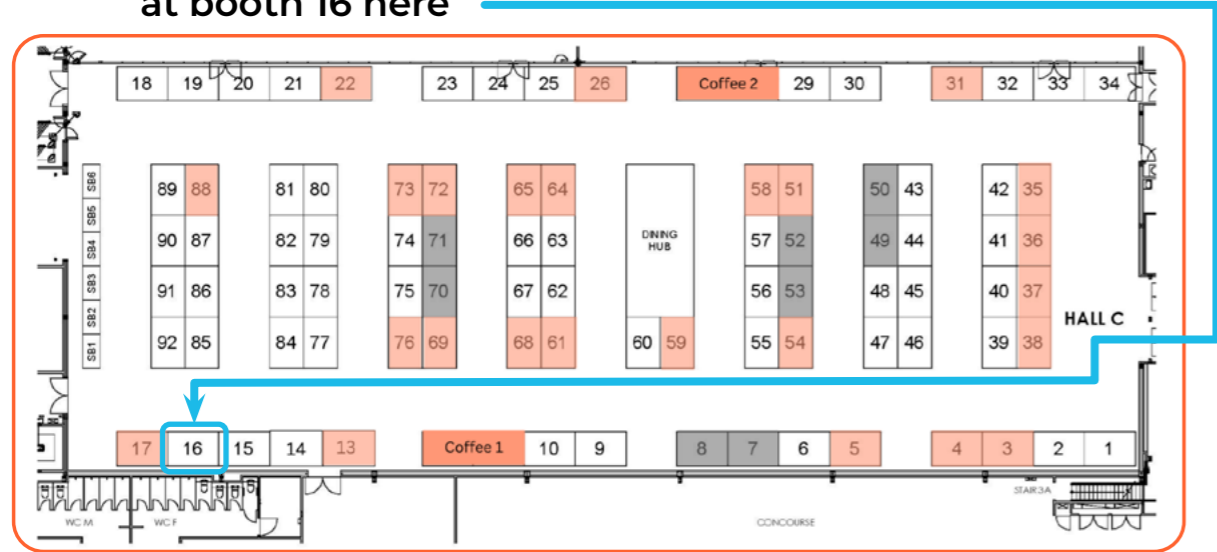 at booth 16 here
18 19 20 21 22 23 24 25 26 Coffee 2 29 30 31 32 33 34
SB6 89 88 81 80 73 72 65 64 58 51 50 43 42 35
SB5
SB4 90 87 82 79 74 71 66 63 DINING HUB 57 52 49 44 41 36
SB3 91 86 83 78 75 70 67 62 56 53 48 45 40 37
SB2
HALL C
SB1 92 85 84 77 76 69 68 61 60 59 55 54 47 46 39 38
17 16 15 14 13 Coffee 1 10 9 8 7 6 5 4 3 2 1
STAIR 3A
WC M WC F CONCOURSE